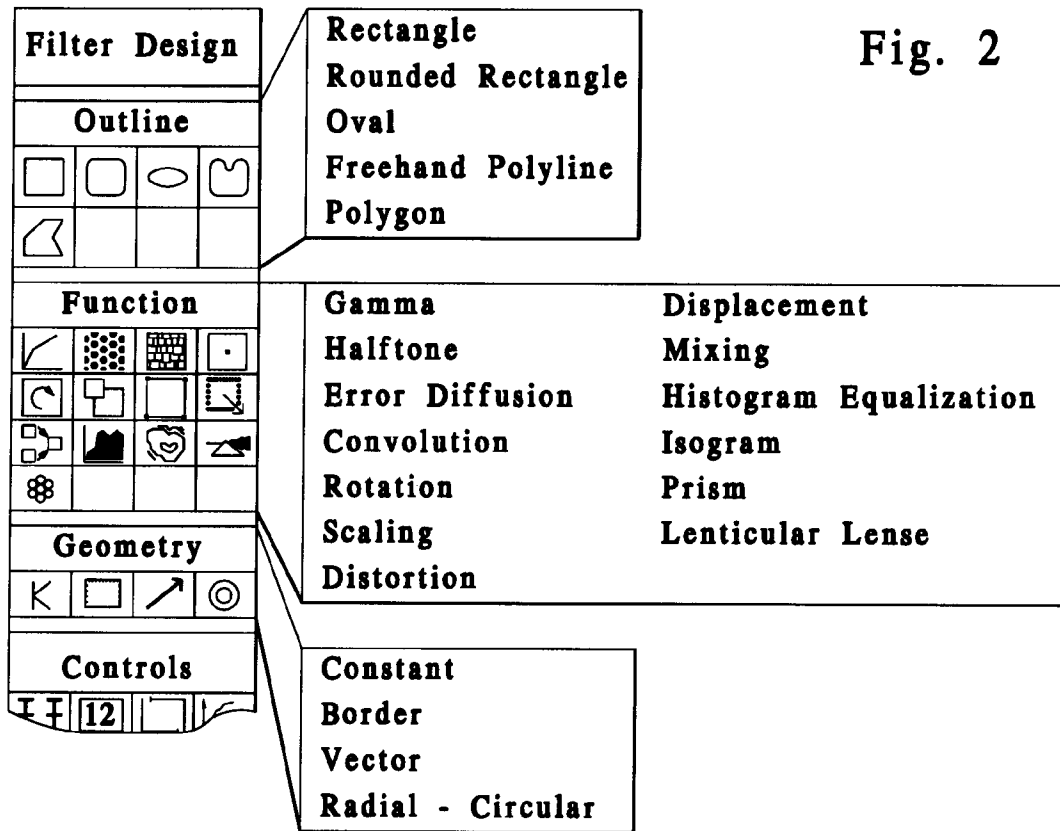 Fig. 2
Filter Design
Outline
Rectangle
Rounded Rectangle
Oval
Freehand Polyline
Polygon
Function
Gamma
Halftone
Error Diffusion
Convolution
Rotation
Scaling
Distortion
Displacement
Mixing
Histogram Equalization
Isogram
Prism
Lenticular Lense
Geometry
K
Constant
Border
Vector
Radial - Circular
Controls
12